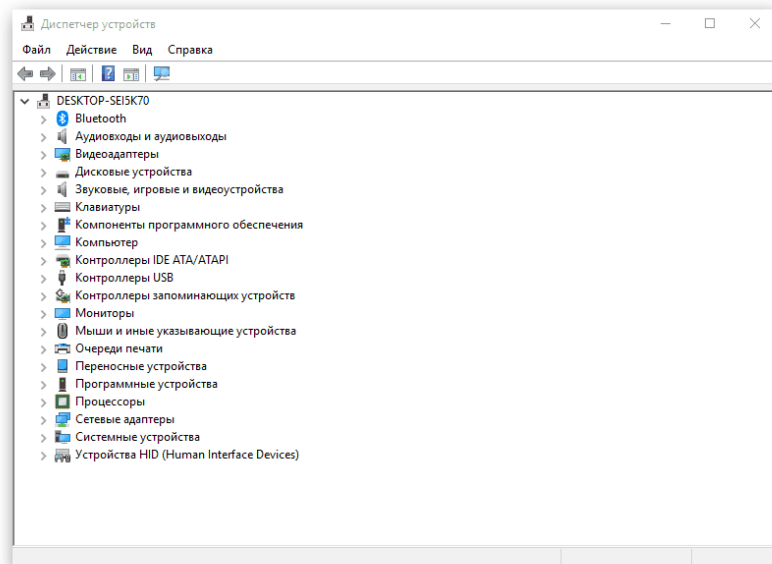 Диспетчер устройств
Файл Действие Вид Справка
DESKTOP-SEI5K70
Bluetooth
Аудиовходы и аудиовыходы
Видеоадаптеры
Дисковые устройства
Звуковые, игровые и видеоустройства
Клавиатуры
Компоненты программного обеспечения
Компьютер
Контроллеры IDE ATA/ATAPI
Контроллеры USB
Контроллеры запоминающих устройств
Мониторы
Мыши и иные указывающие устройства
Очереди печати
Переносные устройства
Программные устройства
Процессоры
Сетевые адаптеры
Системные устройства
Устройства HID (Human Interface Devices)